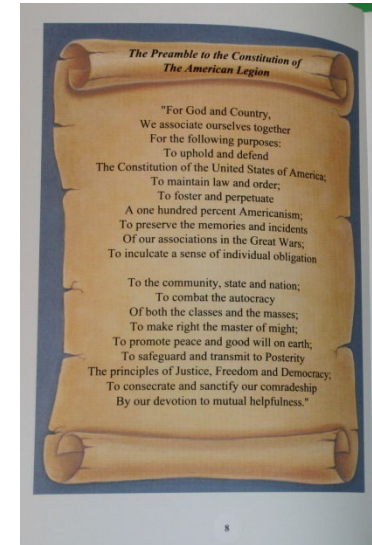 The Preamble to the Constitution of
The American Legion
"For God and Country,
We associate ourselves together
For the following purposes:
To uphold and defend
The Constitution of the United States of America;
To maintain law and order;
To foster and perpetuate
A one hundred percent Americanism;
To preserve the memories and incidents
Of our associations in the Great Wars;
To inculcate a sense of individual obligation
To the community, state and nation;
To combat the autocracy
Of both the classes and the masses;
To make right the master of might;
To promote peace and good will on earth;
To safeguard and transmit to Posterity
The principles of Justice, Freedom and Democracy;
To consecrate and sanctify our comradeship
By our devotion to mutual helpfulness."
8